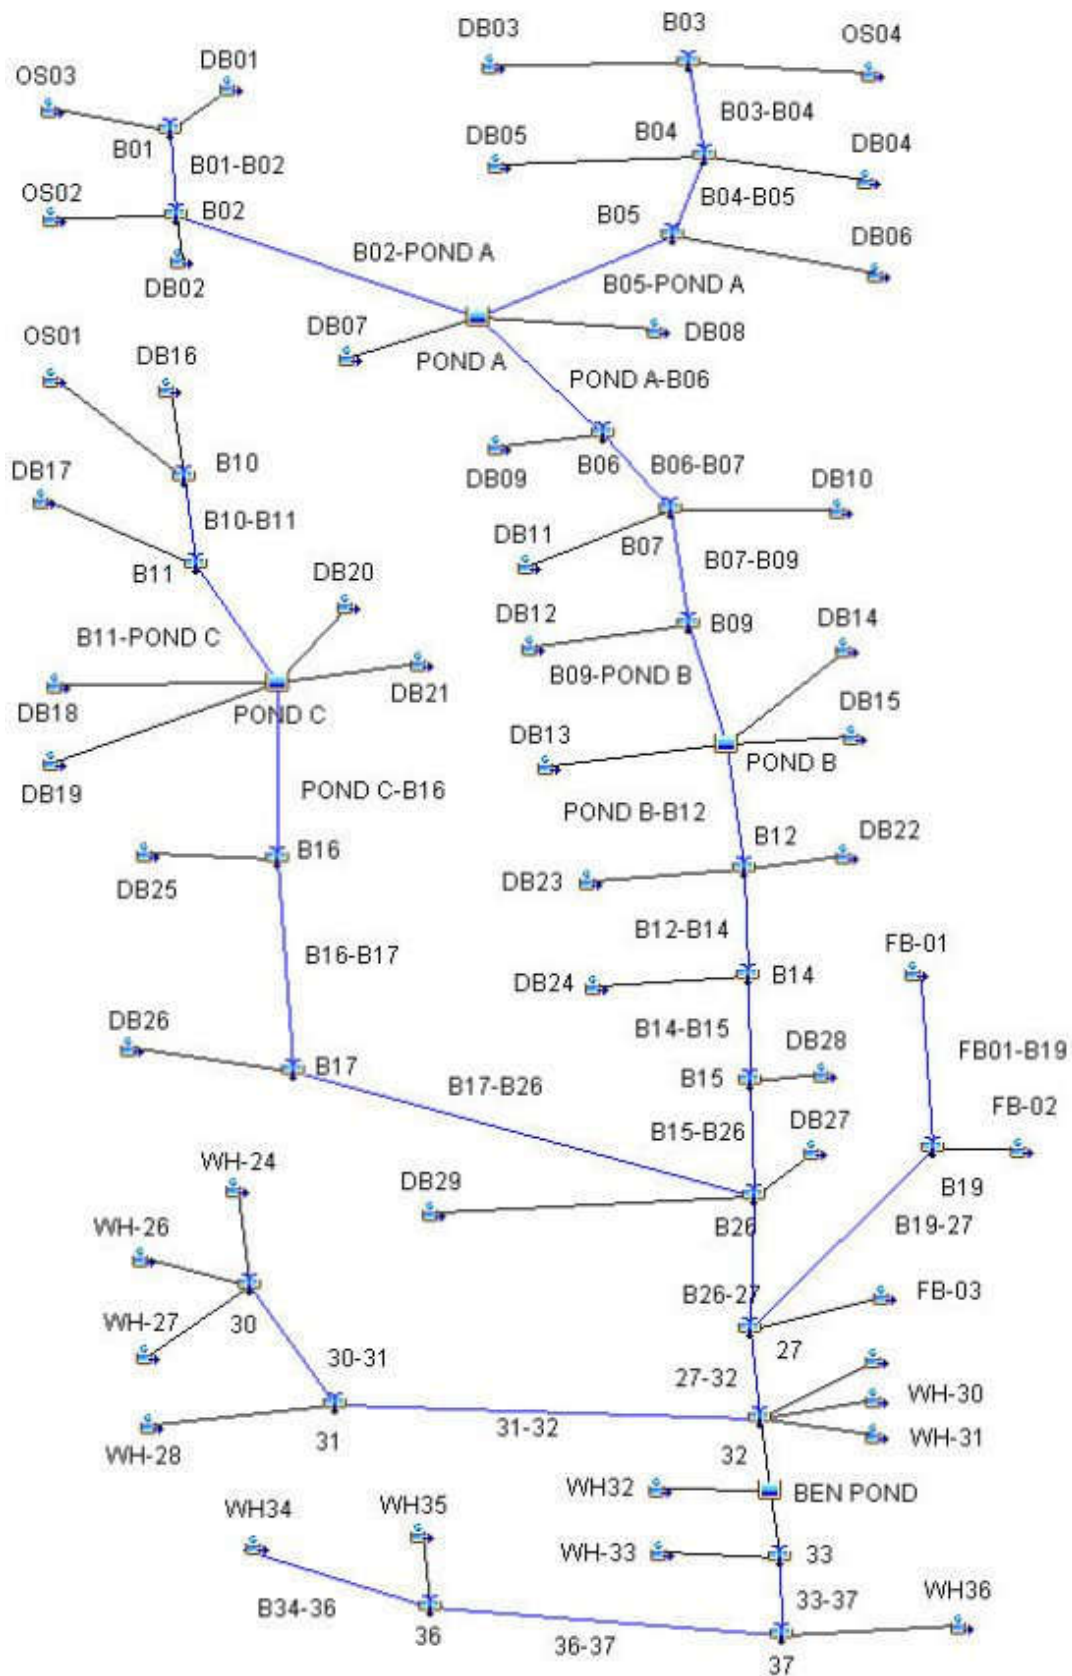 B03
DB03
OS04
DB01
OS03
B03-B04
B04
DB05
DB04
B01
B01-B02
B04-B05
OS02
B02
B05
B02-POND A
DB06
B05-POND A
DB02
OS01
DB07
DB08
DB16
POND A
POND A-B06
B10
B06
B06-B07
DB17
DB09
DB10
B10-B11
DB11
B07
B07-B09
B11
DB20
DB12
B09
DB14
B11-POND C
B09-POND B
DB18
DB21
POND C
DB15
DB13
POND B
DB19
POND C-B16
POND B-B12
B12
DB22
B16
DB25
DB23
B12-B14
FB-01
B16-B17
DB24
B14
B14-B15
DB26
FB01-B19
B17
DB28
B15
B17-B26
FB-02
B15-B26
DB27
WH-24
DB29
B19
WH-26
B26
B19-27
B26-27
FB-03
WH-27
30
27
30-31
27-32
WH-30
31
31-32
WH-31
WH-28
32
WH32
BEN POND
WH34
WH35
WH-33
33
WH36
B34-36
33-37
36
36-37
37